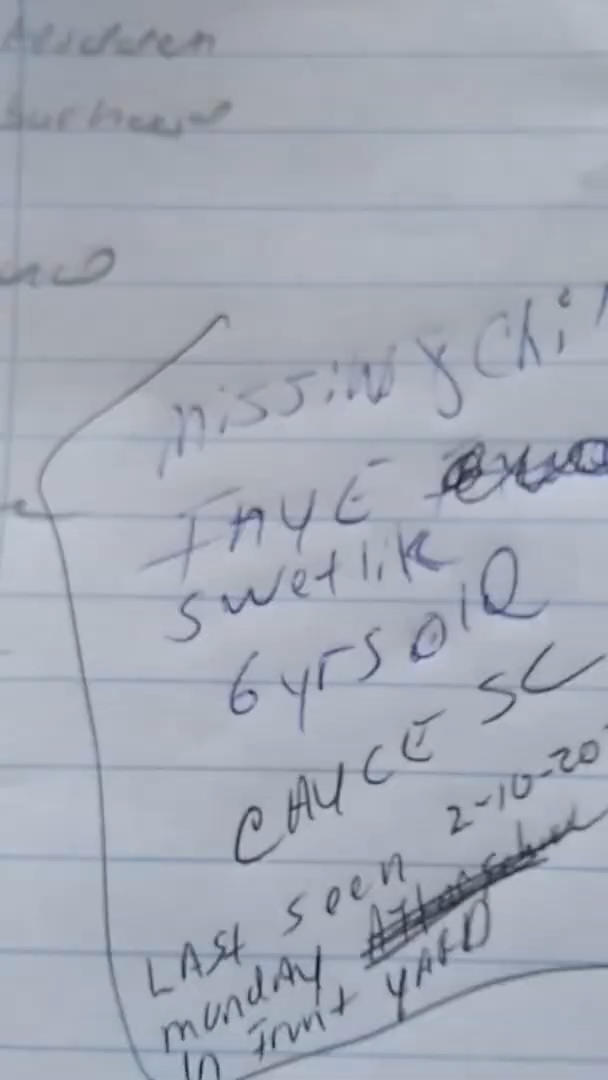 missing Chi
FAYE
swetlik
6 yrs old
CAYCE SC
LAst seen 2-10-20
monday
In Front YARD